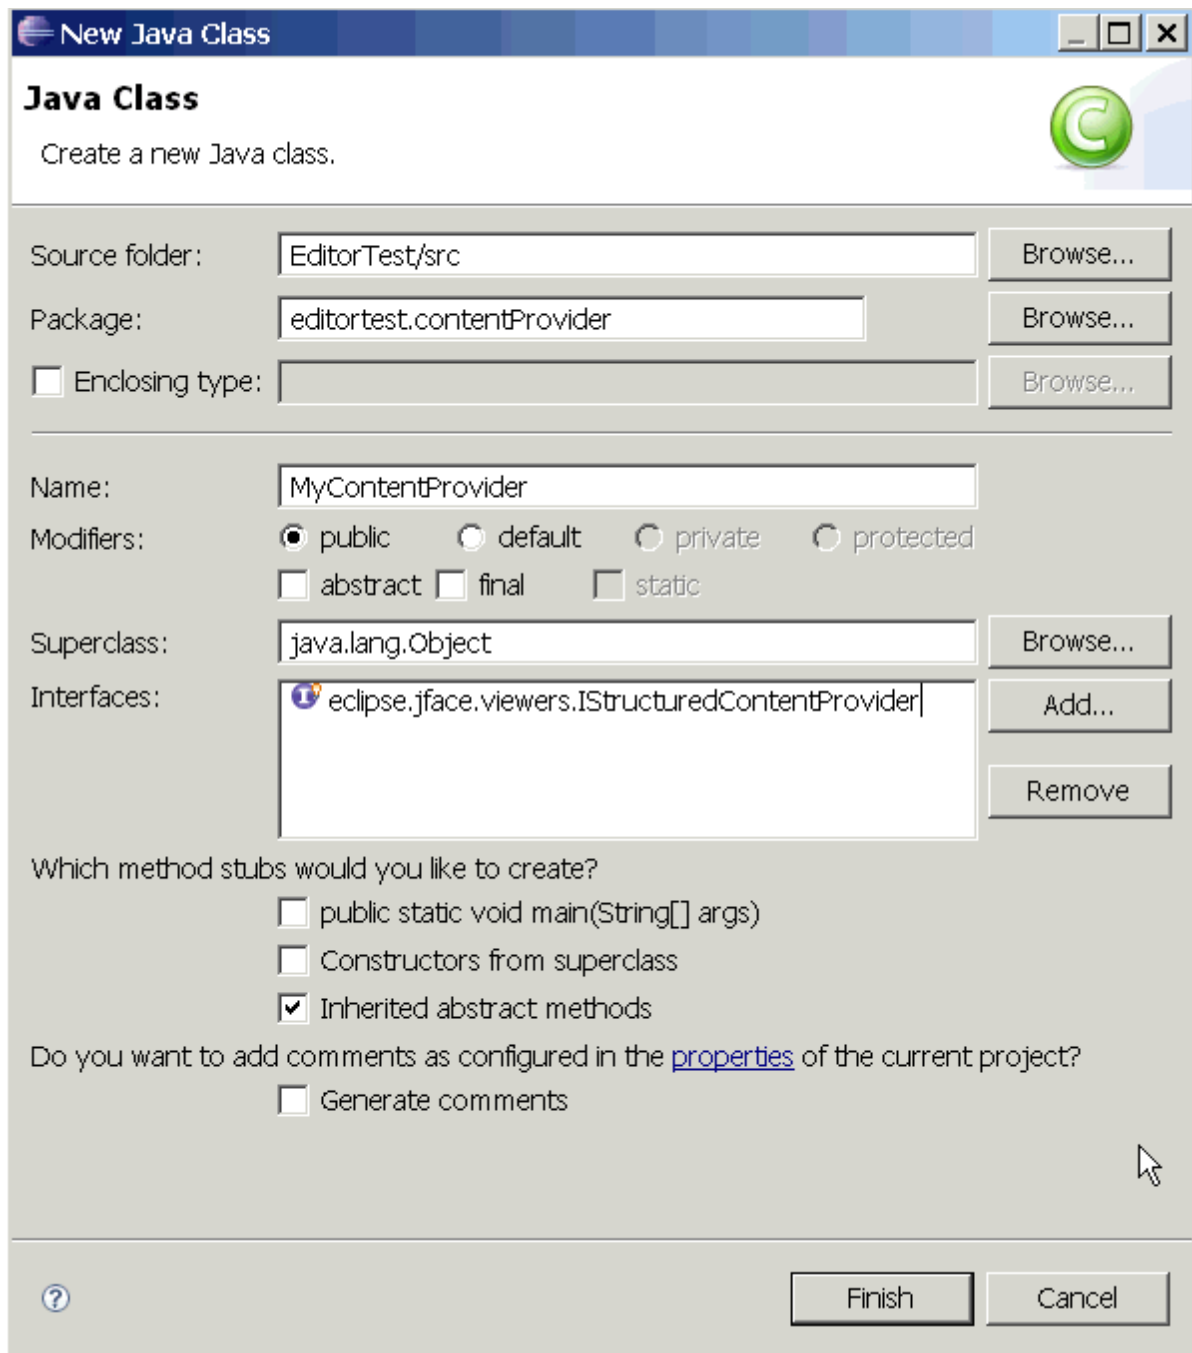 New Java Class
Java Class
Create a new Java class.
Source folder: EditorTest/src Browse...
Package: editortest.contentProvider Browse...
Enclosing type: Browse...
Name: MyContentProvider
Modifiers: public default private protected
abstract final static
Superclass: java.lang.Object Browse...
Interfaces: eclipse.jface.viewers.IStructuredContentProvider Add...
Remove
Which method stubs would you like to create?
public static void main(String[] args)
Constructors from superclass
Inherited abstract methods
Do you want to add comments as configured in the properties of the current project?
Generate comments
Finish Cancel